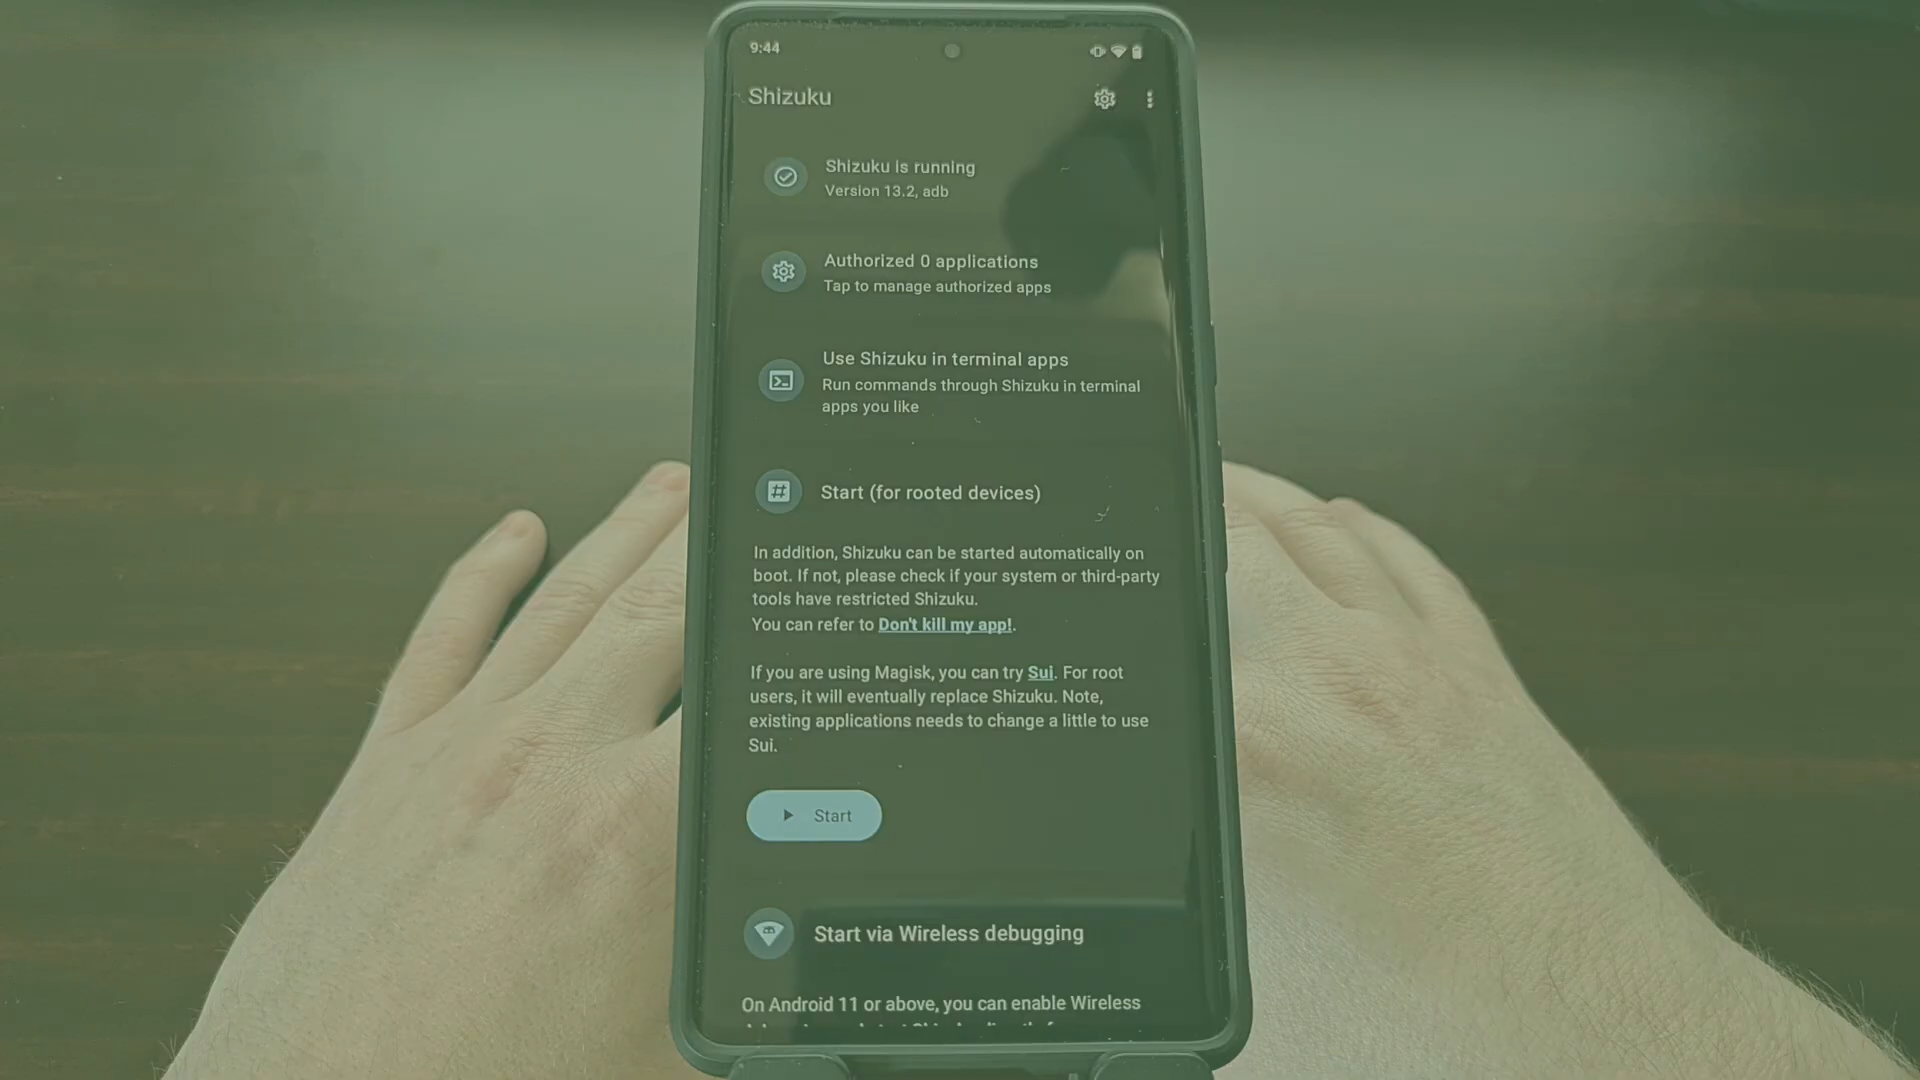 9:44
Shizuku
Shizuku is running
Version 13.2, adb
Authorized 0 applications
Tap to manage authorized apps
Use Shizuku in terminal apps
Run commands through Shizuku in terminal
apps you like
Start (for rooted devices)
In addition, Shizuku can be started automatically on
boot. If not, please check if your system or third-party
tools have restricted Shizuku.
You can refer to Don't kill my app!.
If you are using Magisk, you can try Sui. For root
users, it will eventually replace Shizuku. Note,
existing applications needs to change a little to use
Sui.
Start
Start via Wireless debugging
On Android 11 or above, you can enable Wireless